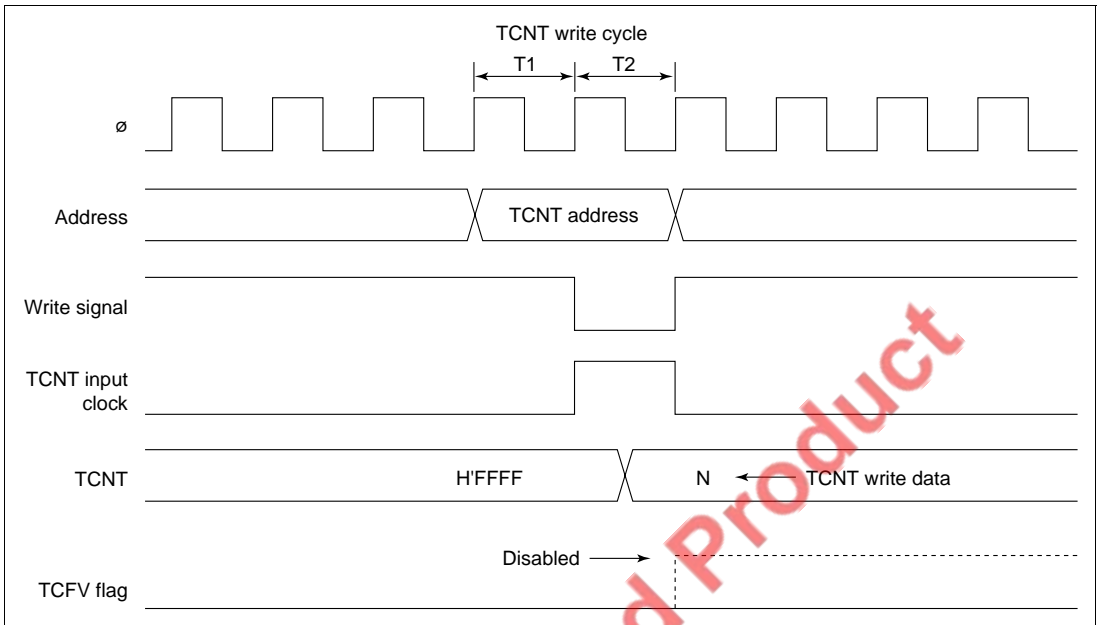 TCNT write cycle
T1 T2
ø
Address
TCNT address
Write signal
TCNT input
clock
TCNT
H'FFFF
N
TCNT write data
Disabled
TCFV flag
d Product